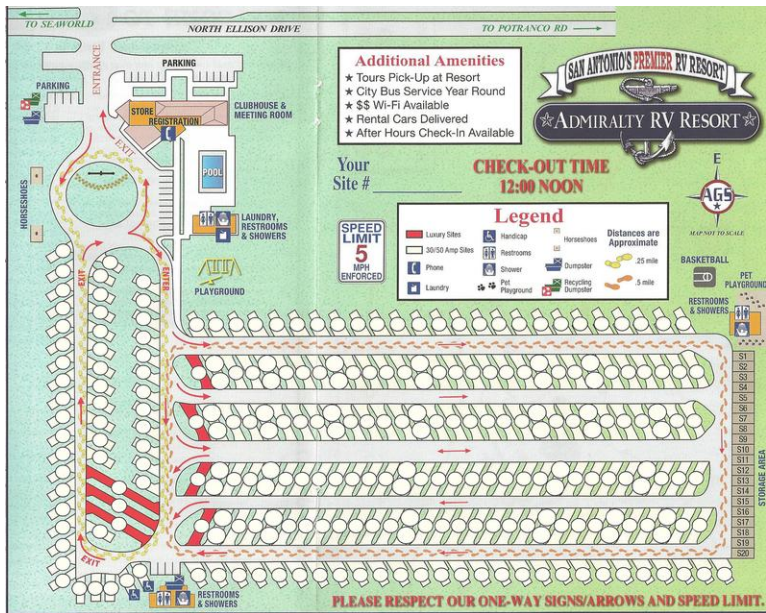 TO SEAWORLD
NORTH ELLISON DRIVE
TO POTRANCO RD
ENTRANCE
PARKING
PARKING
STORE
REGISTRATION
CLUBHOUSE &
MEETING ROOM
EXIT
POOL
HORSESHOES
LAUNDRY,
RESTROOMS
& SHOWERS
EXIT
ENTER
PLAYGROUND
Additional Amenities
★ Tours Pick-Up at Resort
★ City Bus Service Year Round
★ $$ Wi-Fi Available
★ Rental Cars Delivered
★ After Hours Check-In Available
SAN ANTONIO'S PREMIER RV RESORT
★ADMIRALTY RV RESORT★
Your
Site #
CHECK-OUT TIME
12:00 NOON
E
AGS
MAP NOT TO SCALE
SPEED
LIMIT
5
MPH
ENFORCED
Legend
Luxury Sites
30/50 Amp Sites
Phone
Laundry
Handicap
Restrooms
Shower
Pet
Playground
Horseshoes
Dumpster
Recycling
Dumpster
Distances are
Approximate
.25 mile
.5 mile
BASKETBALL
PET
PLAYGROUND
RESTROOMS
& SHOWERS
S1
S2
S3
S4
S5
S6
S7
S8
S9
S10
S11
S12
S13
S14
S15
S16
S17
S18
S19
S20
STORAGE AREA
EXIT
RESTROOMS
& SHOWERS
PLEASE RESPECT OUR ONE-WAY SIGNS/ARROWS AND SPEED LIMIT.